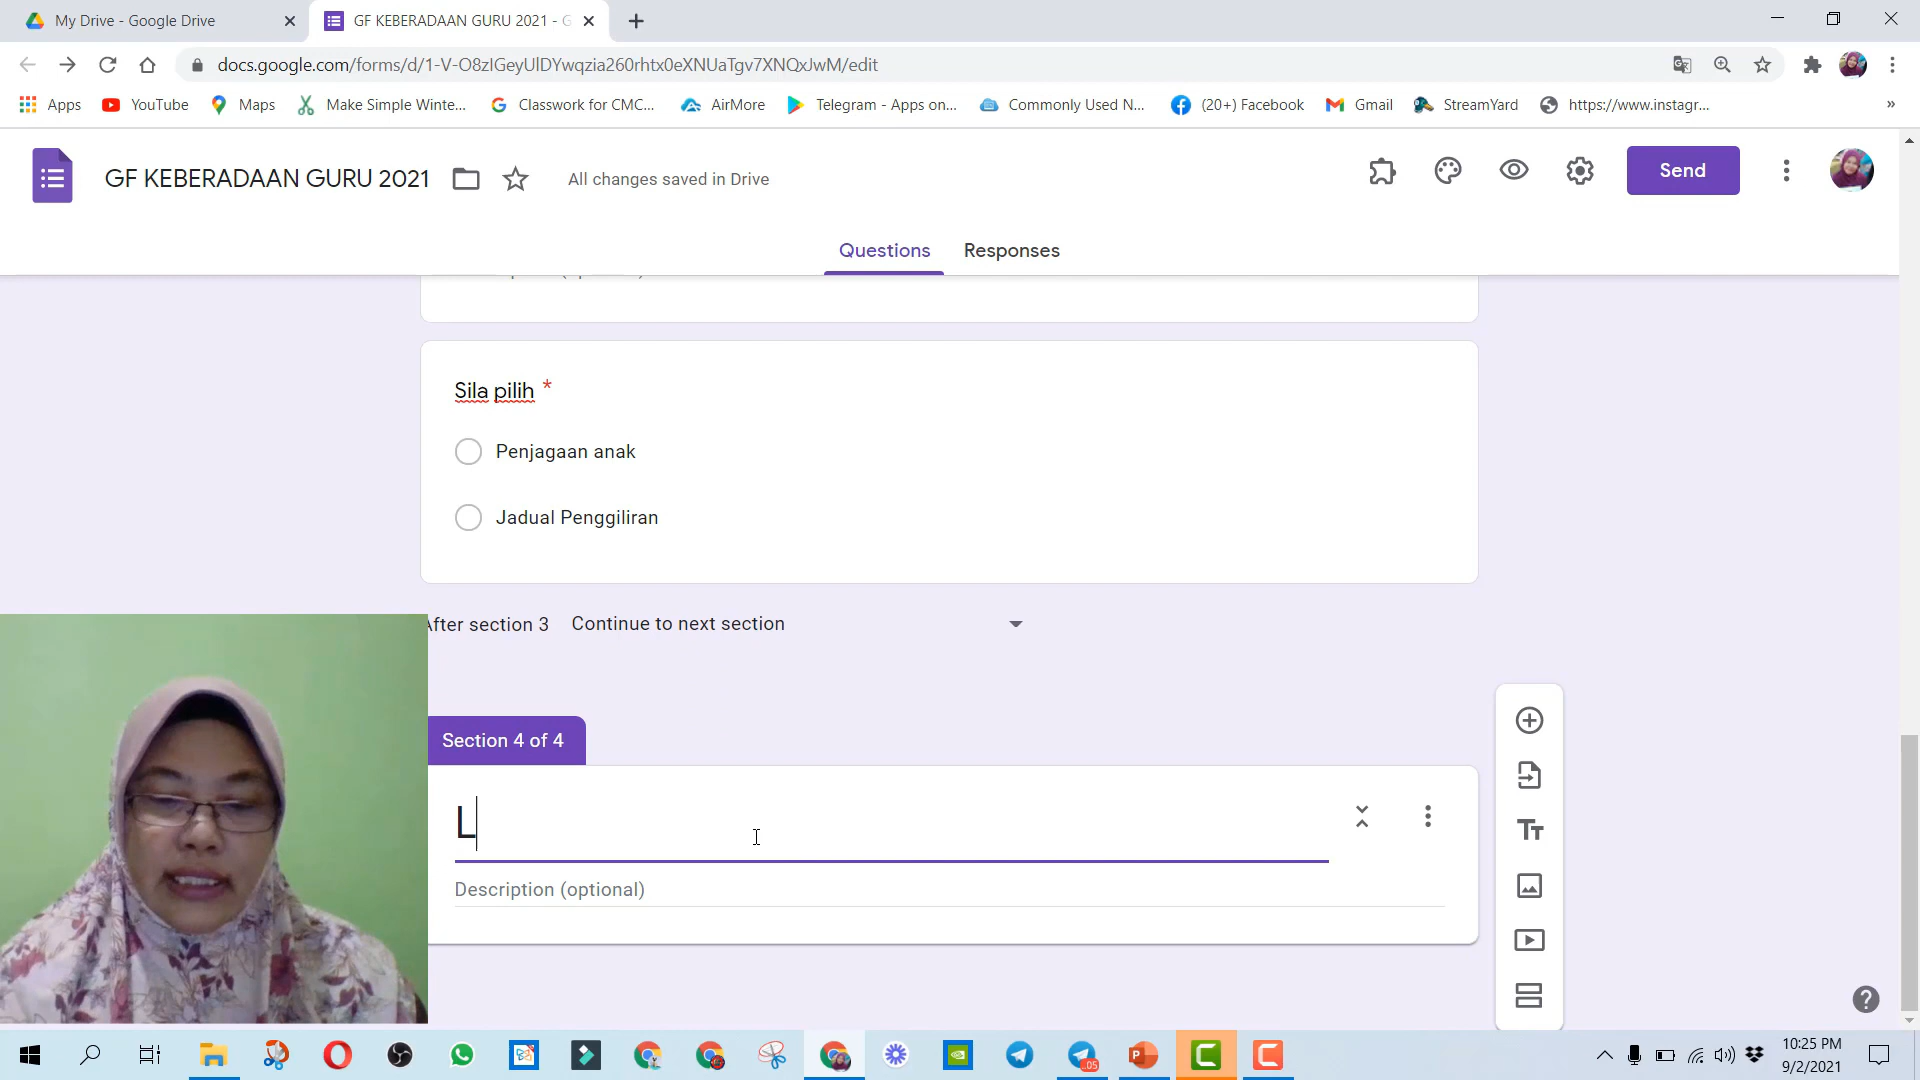 My Drive - Google Drive
GF KEBERADAAN GURU 2021 - G
docs.google.com/forms/d/1-V-O8zIGeyUlDYwqzia260rhtx0eXNUaTgv7XNQxJwM/edit
Apps
YouTube
Maps
Make Simple Winte...
Classwork for CMC...
AirMore
Telegram - Apps on...
Commonly Used N...
(20+) Facebook
Gmail
StreamYard
https://www.instagr...
»
GF KEBERADAAN GURU 2021
All changes saved in Drive
Send
Questions
Responses
Sila pilih *
Penjagaan anak
Jadual Penggiliran
After section 3
Continue to next section
Section 4 of 4
L
Description (optional)
10:25 PM
9/2/2021